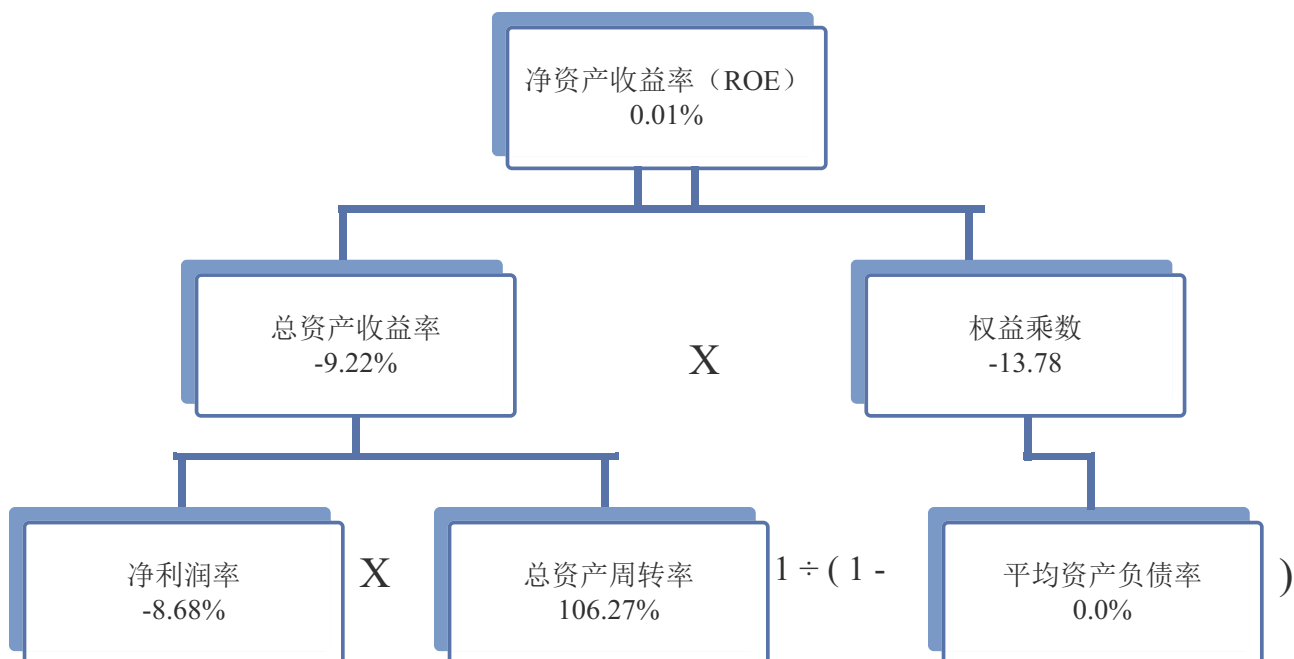 净资产收益率（ROE）
0.01%
总资产收益率
-9.22%
X
权益乘数
-13.78
净利润率
-8.68%
X
总资产周转率
106.27%
1 ÷ ( 1 -
平均资产负债率
0.0%
)